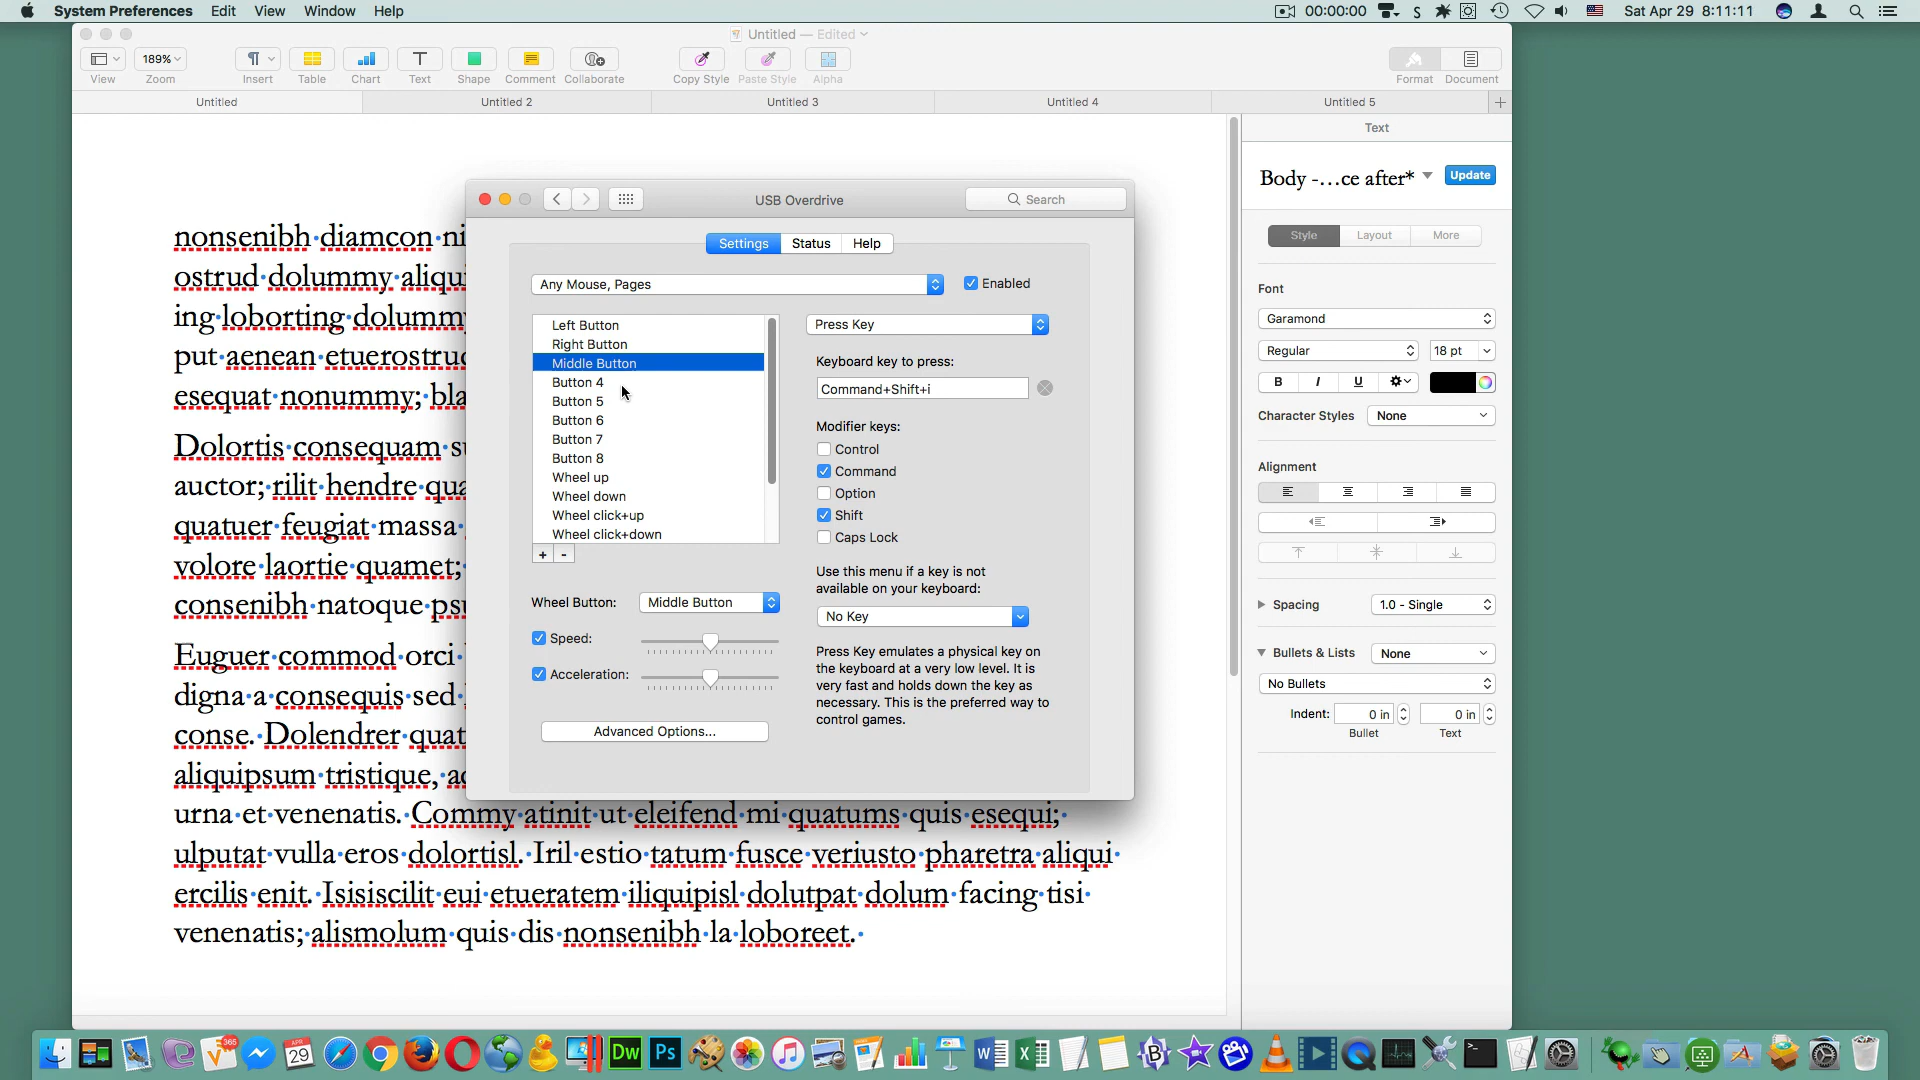 System Preferences Edit View Window Help
00:00:00 Sat Apr 29 8:11:11
Untitled — Edited
189%
View Zoom Insert Table Chart Text Shape Comment Collaborate Copy Style Paste Style Alpha Format Document
Untitled Untitled 2 Untitled 3 Untitled 4 Untitled 5
nonsenibh diamcon ni
ostrud dolummy aliqu
ing loborting dolummy
put aenean etuerostrud
esequat nonummy; bla
Dolortis consequam su
auctor; rilit hendre qua
quatuer feugiat massa
volore laortie quamet;
consenibh natoque psu
Euguer commod orci
digna a consequis sed
conse. Dolendrer quat
aliquipsum tristique, ac
urna et venenatis. Commy atinit ut eleifend mi quatums quis esequi;
ulputat vulla eros dolortisl. Iril estio tatum fusce veriusto pharetra aliqui
ercilis enit. Isisiscilit eui etueratem iliquipisl dolutpat dolum facing tisi
venenatis; alismolum quis dis nonsenibh la loboreet.
USB Overdrive
Search
Settings Status Help
Any Mouse, Pages
Enabled
Left Button
Right Button
Middle Button
Button 4
Button 5
Button 6
Button 7
Button 8
Wheel up
Wheel down
Wheel click+up
Wheel click+down
+ -
Wheel Button: Middle Button
Speed:
Acceleration:
Advanced Options...
Press Key
Keyboard key to press:
Command+Shift+i
Modifier keys:
Control
Command
Option
Shift
Caps Lock
Use this menu if a key is not
available on your keyboard:
No Key
Press Key emulates a physical key on
the keyboard at a very low level. It is
very fast and holds down the key as
necessary. This is the preferred way to
control games.
Text
Body -...ce after*
Update
Style Layout More
Font
Garamond
Regular 18 pt
B I U
Character Styles None
Alignment
Spacing 1.0 - Single
Bullets & Lists None
No Bullets
Indent: 0 in 0 in
Bullet Text
365
APR
29
Dw Ps